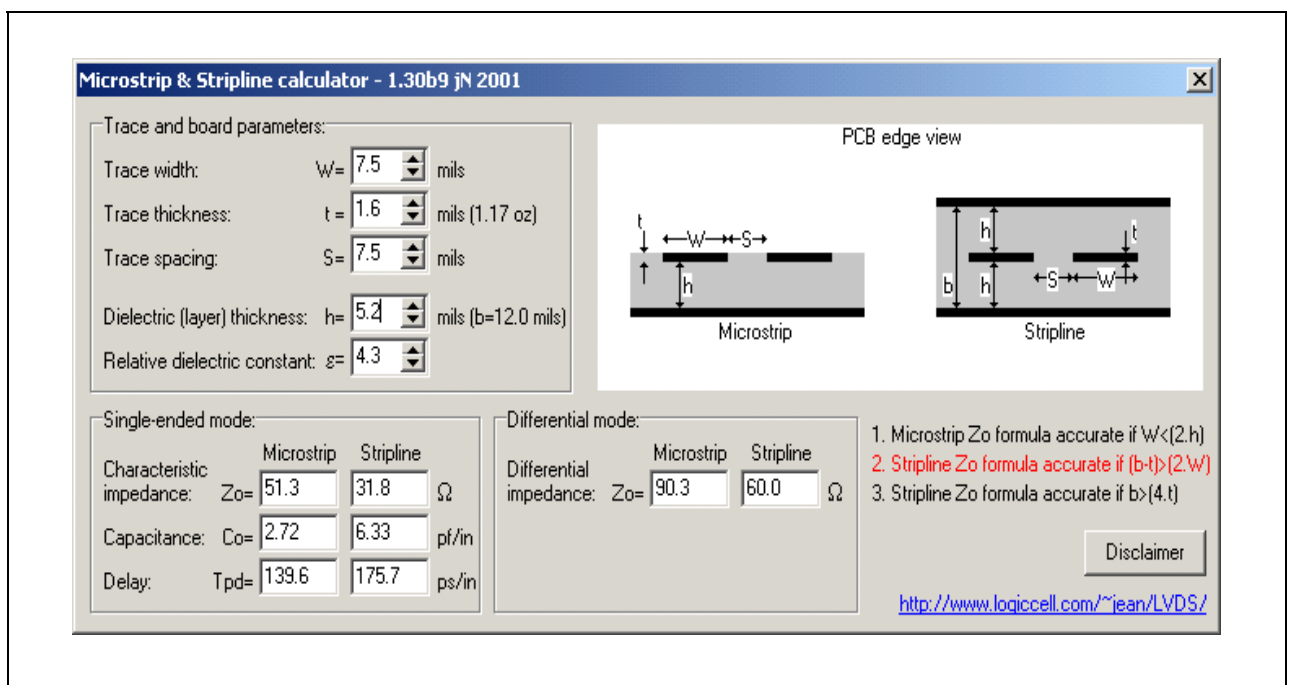 Microstrip & Stripline calculator - 1.30b9 jN 2001
Trace and board parameters:
Trace width: W= 7.5 mils
Trace thickness: t = 1.6 mils (1.17 oz)
Trace spacing: S= 7.5 mils
Dielectric (layer) thickness: h= 5.2 mils (b=12.0 mils)
Relative dielectric constant: ε= 4.3
PCB edge view
t
W
S
h
Microstrip
h
t
b
h
S
W
Stripline
Single-ended mode:
Microstrip Stripline
Characteristic
impedance: Zo= 51.3 31.8 Ω
Capacitance: Co= 2.72 6.33 pf/in
Delay: Tpd= 139.6 175.7 ps/in
Differential mode:
Microstrip Stripline
Differential
impedance: Zo= 90.3 60.0 Ω
1. Microstrip Zo formula accurate if W<(2.h)
2. Stripline Zo formula accurate if (b-t)>(2.W)
3. Stripline Zo formula accurate if b>(4.t)
Disclaimer
http://www.logiccell.com/~jean/LVDS/